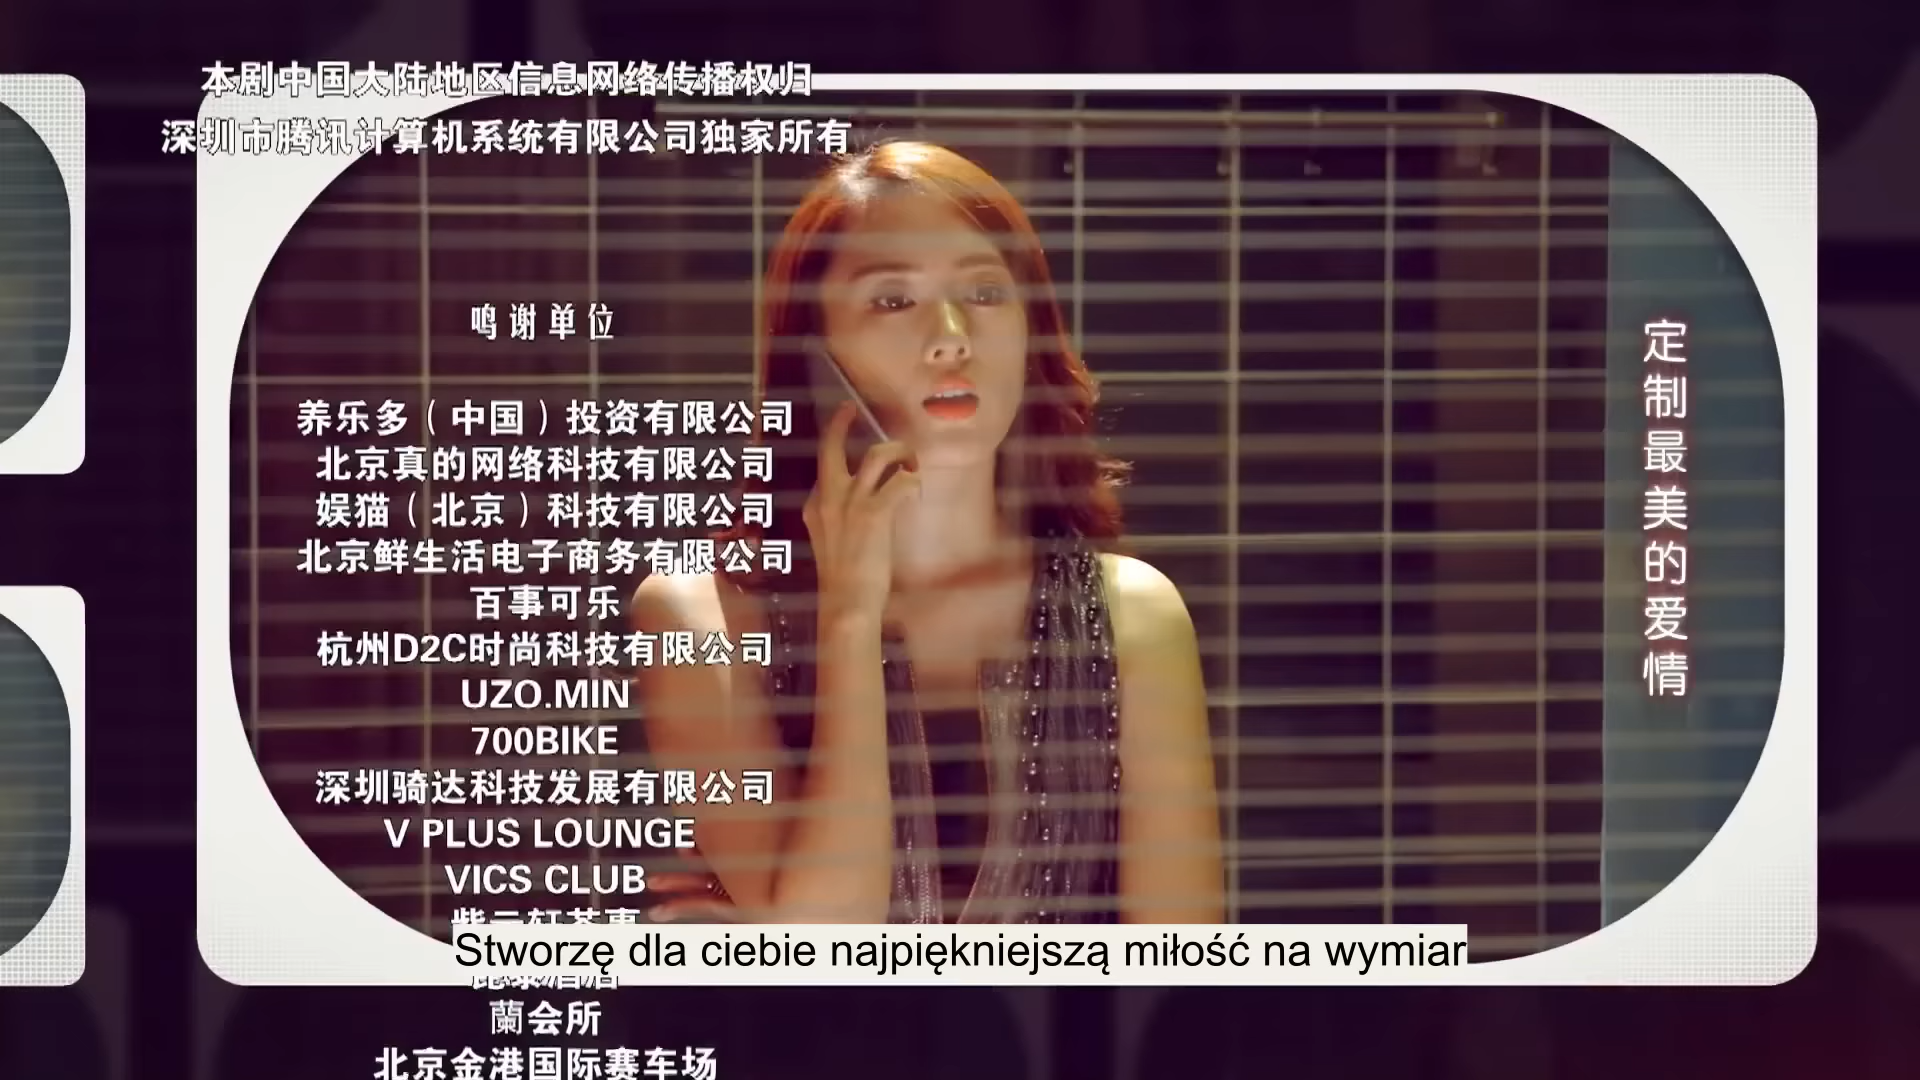 本剧中国大陆地区信息网络传播权归
深圳市腾讯计算机系统有限公司独家所有
鸣谢单位
养乐多（中国）投资有限公司
北京真的网络科技有限公司
娱猫（北京）科技有限公司
北京鲜生活电子商务有限公司
百事可乐
杭州D2C时尚科技有限公司
UZO.MIN
700BIKE
深圳骑达科技发展有限公司
V PLUS LOUNGE
VICS CLUB
Stworzę dla ciebie najpiękniejszą miłość na wymiar
蘭会所
北京金港国际赛车场
定制最美的爱情